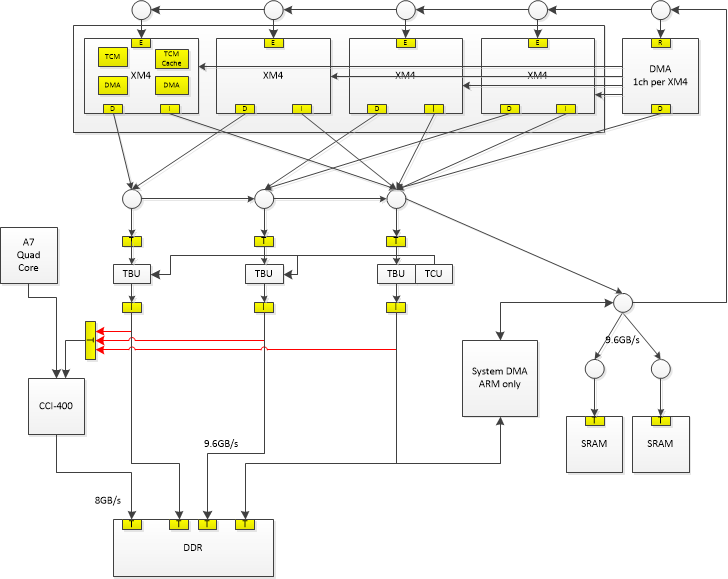 E
E
E
E
R
TCM
TCM
Cache
XM4
XM4
XM4
XM4
DMA
1ch per XM4
DMA
DMA
D
I
D
I
D
I
D
I
D
T
T
T
A7
Quad
Core
TBU
TBU
TBU
TCU
I
I
I
I
9.6GB/s
System DMA
ARM only
CCI-400
T
T
SRAM
SRAM
9.6GB/s
8GB/s
T
T
T
T
DDR